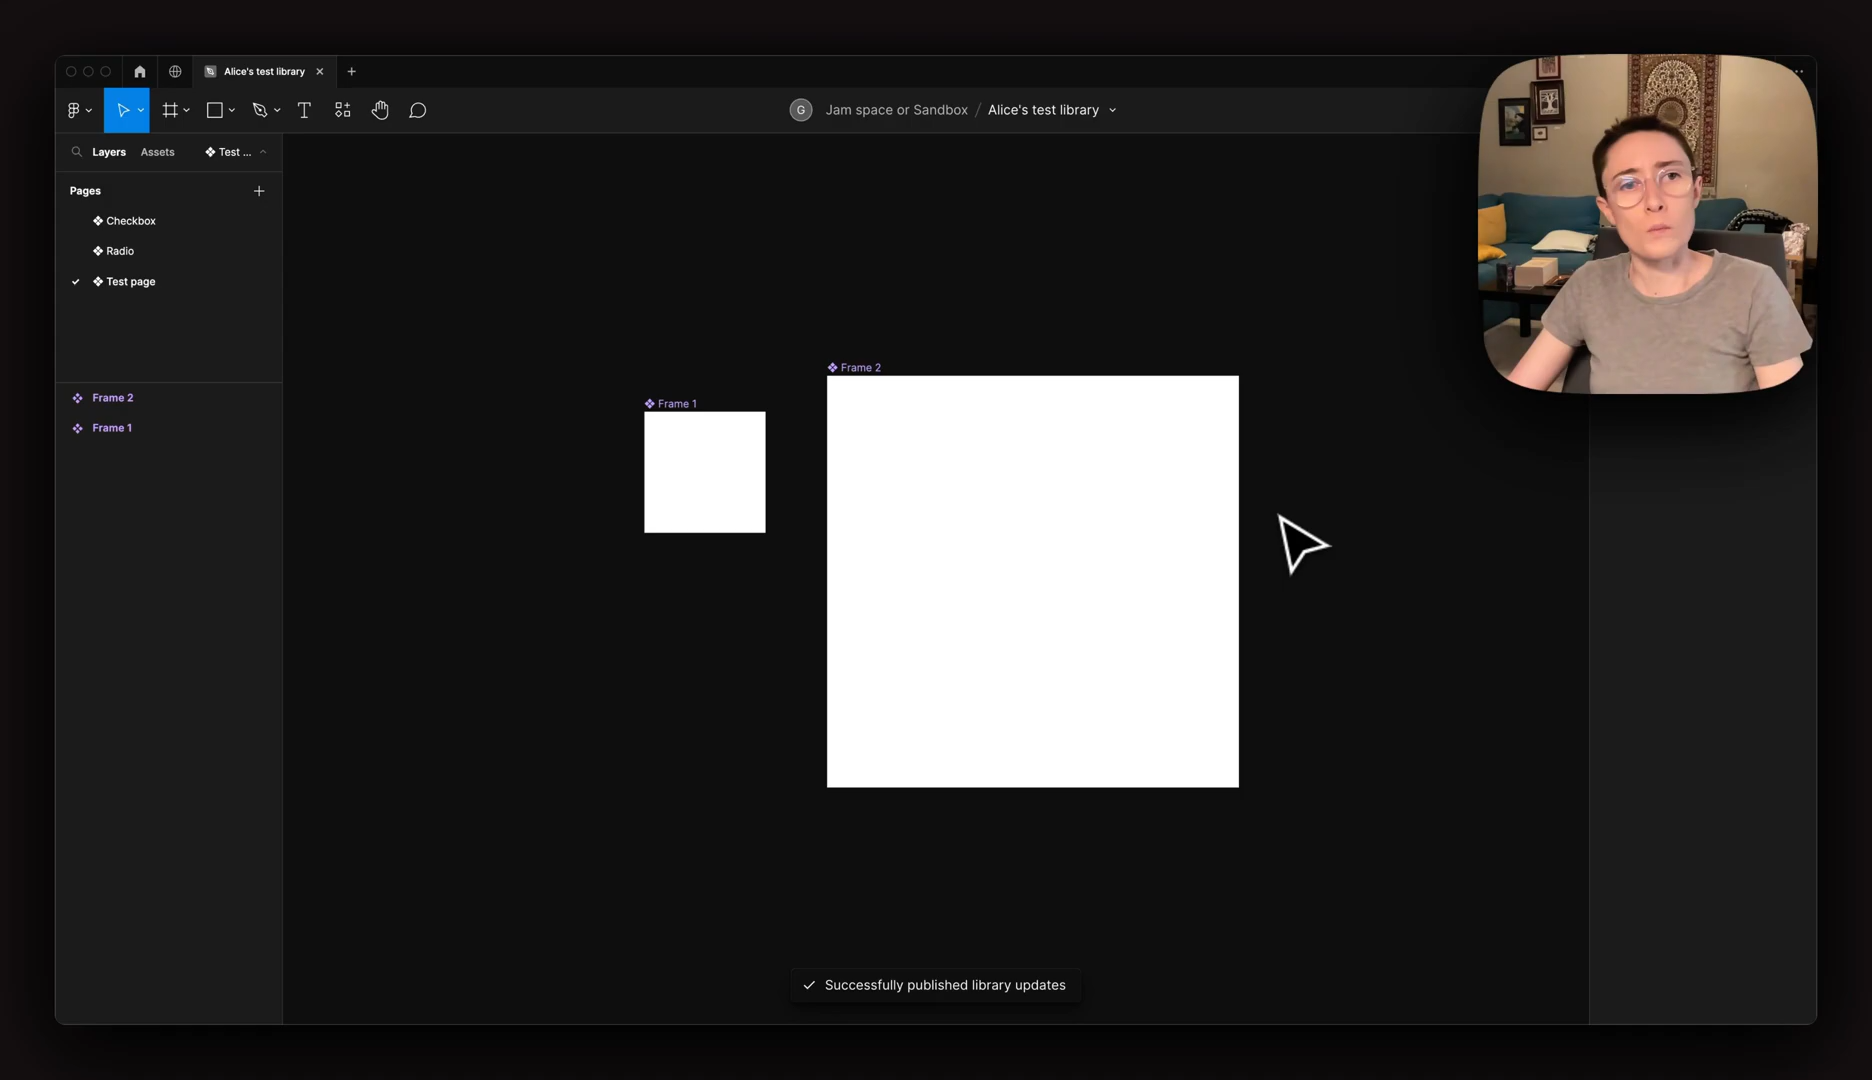 Alice's test library
G Jam space or Sandbox / Alice's test library
Layers Assets Test ...
Pages
Checkbox
Radio
Test page
Frame 2
Frame 1
Frame 1
Frame 2
Successfully published library updates